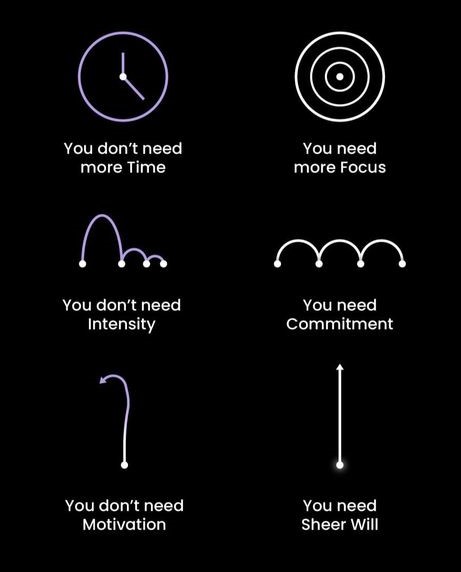 You don’t need
more Time
You need
more Focus
You don’t need
Intensity
You need
Commitment
You don’t need
Motivation
You need
Sheer Will